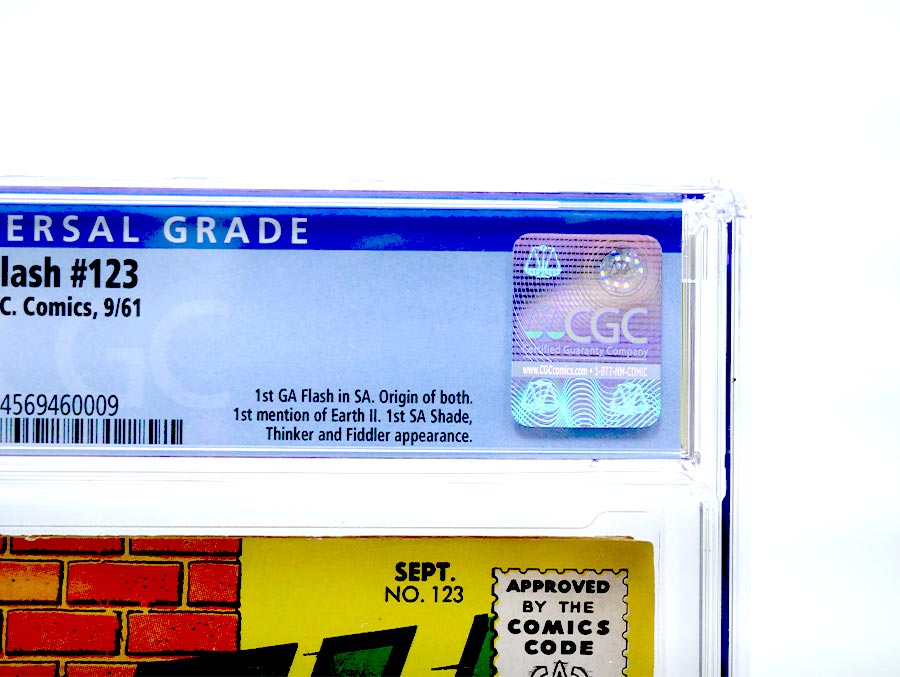 ERSAL GRADE
lash #123
C. Comics, 9/61
CGC
4569460009
1st GA Flash in SA. Origin of both.
1st mention of Earth II. 1st SA Shade,
Thinker and Fiddler appearance.
CGC
Certified Guaranty Company
www.CGCcomics.com • 1-877-NM-COMIC
SEPT.
NO. 123
APPROVED
BY THE
COMICS
CODE